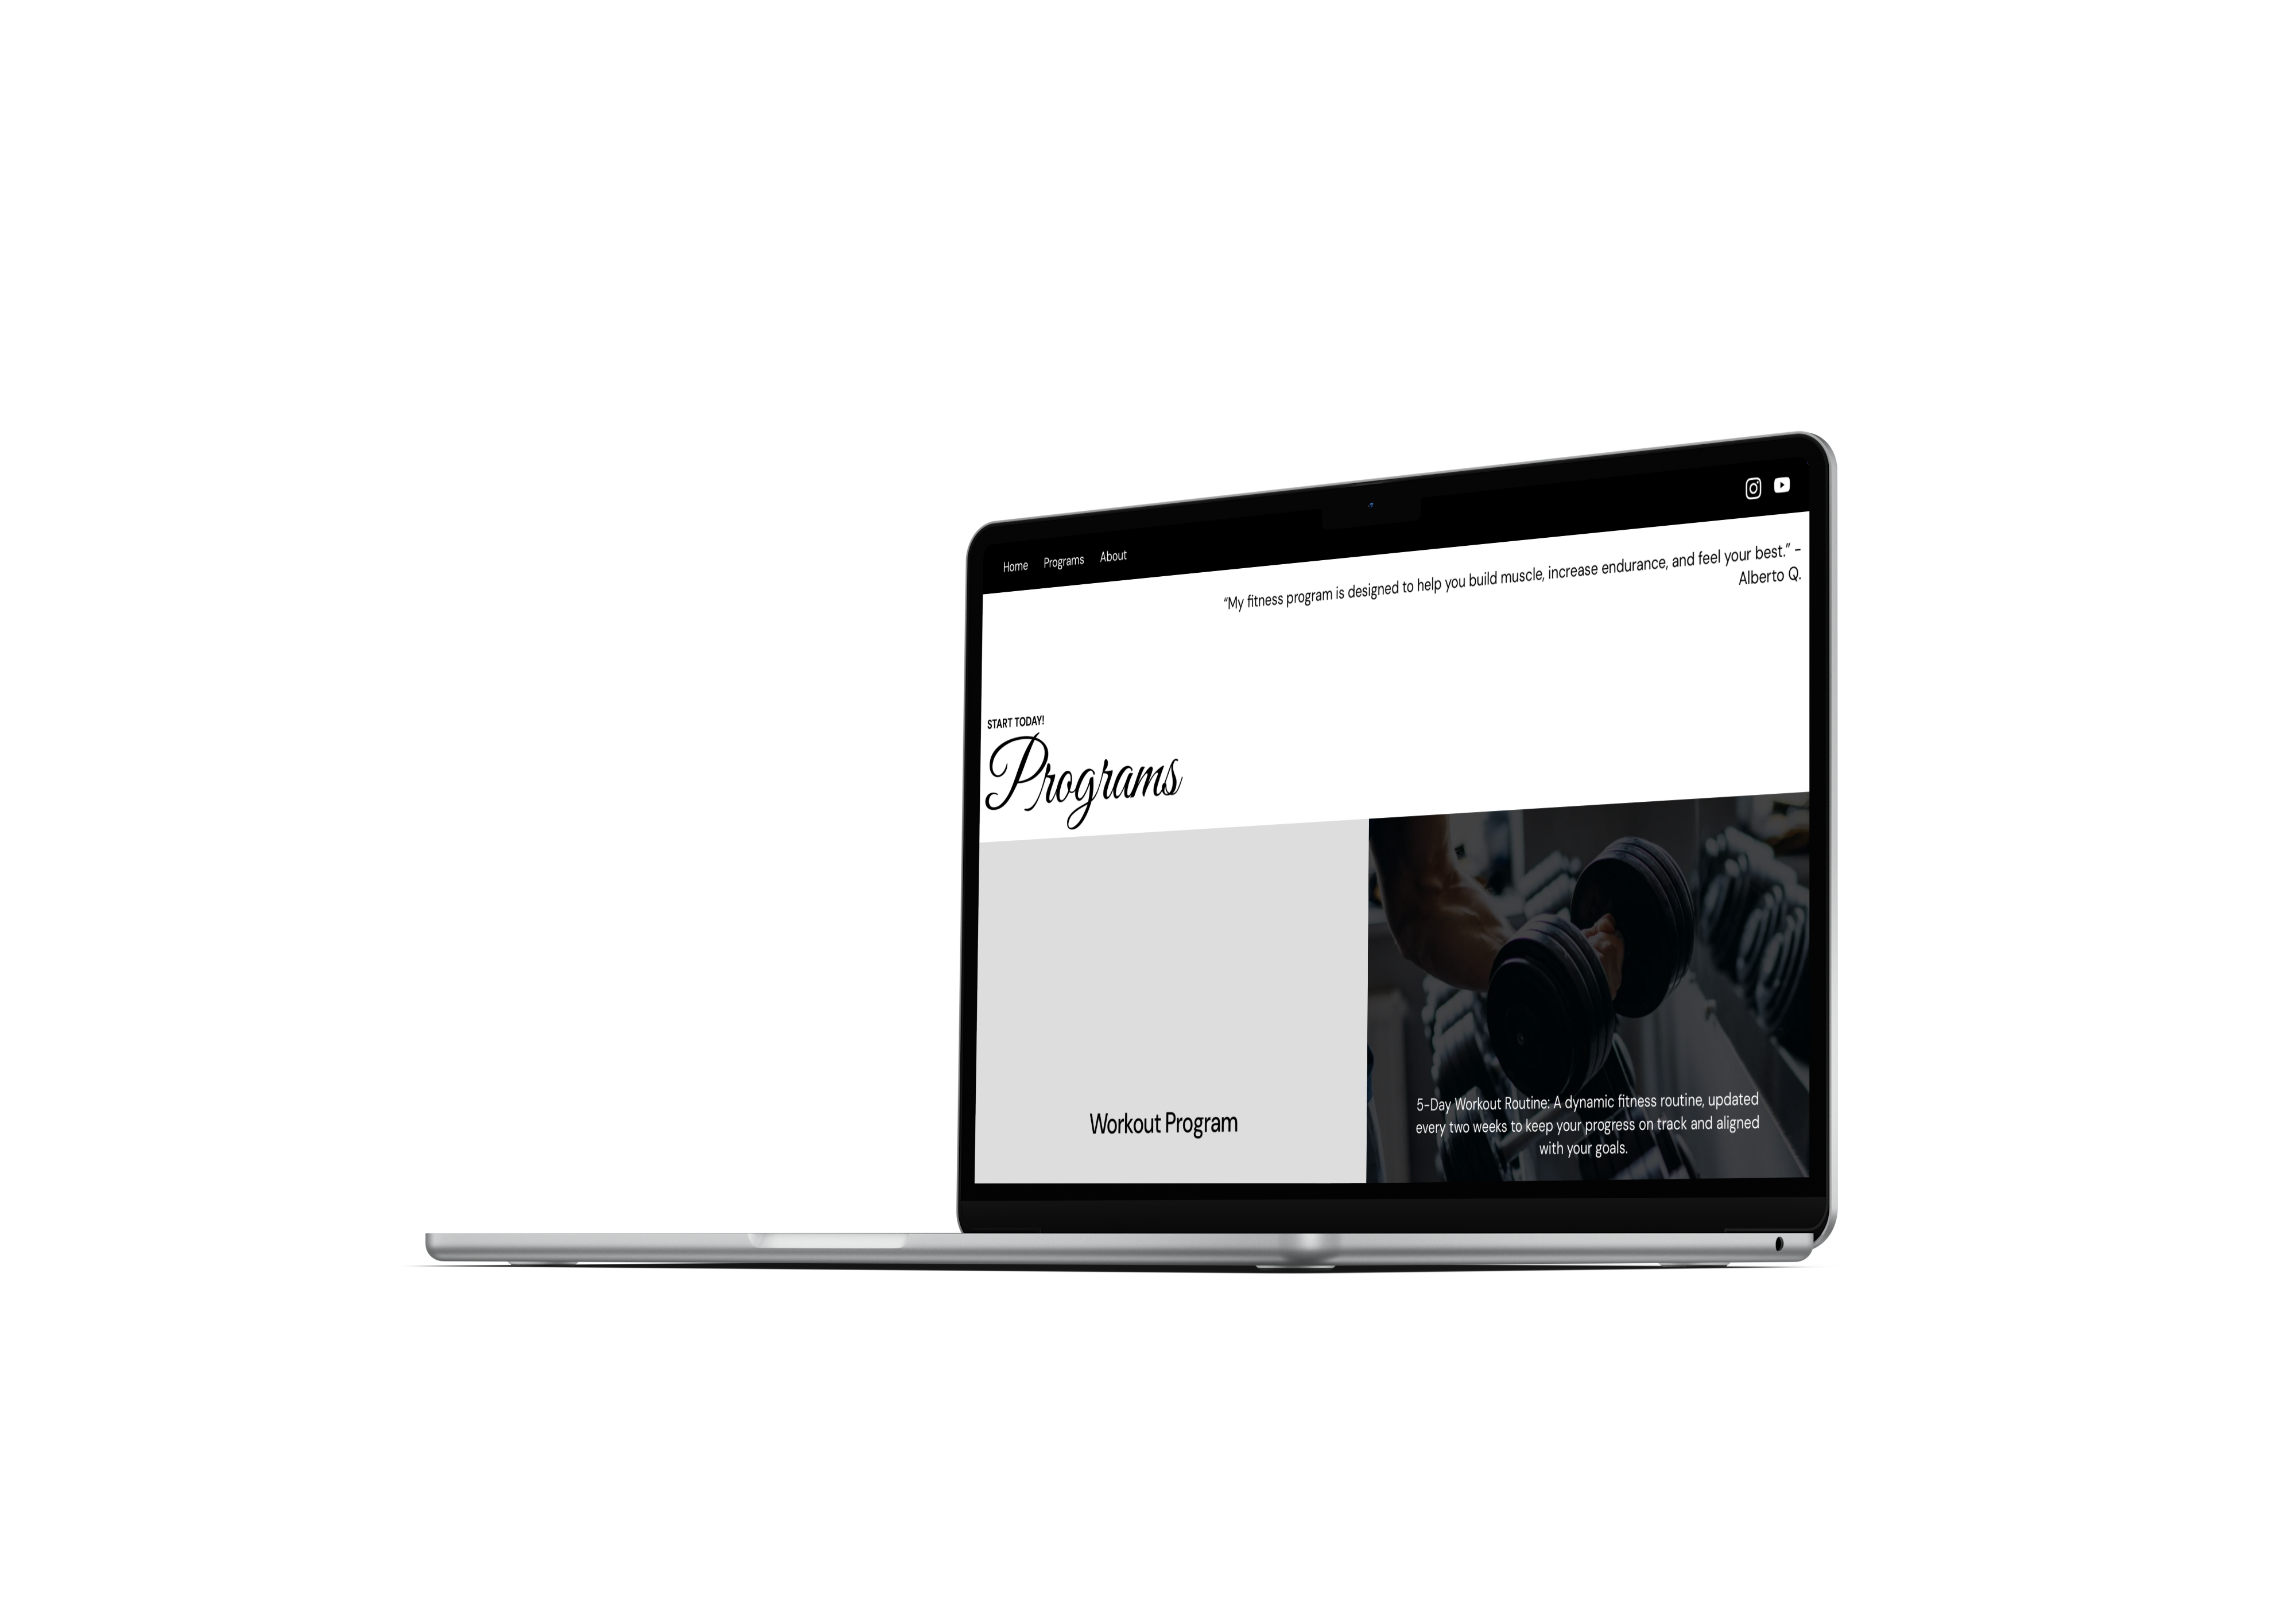 Home Programs About
“My fitness program is designed to help you build muscle, increase endurance, and feel your best.” –
Alberto Q.
START TODAY!
Programs
Workout Program
5-Day Workout Routine: A dynamic fitness routine, updated
every two weeks to keep your progress on track and aligned
with your goals.